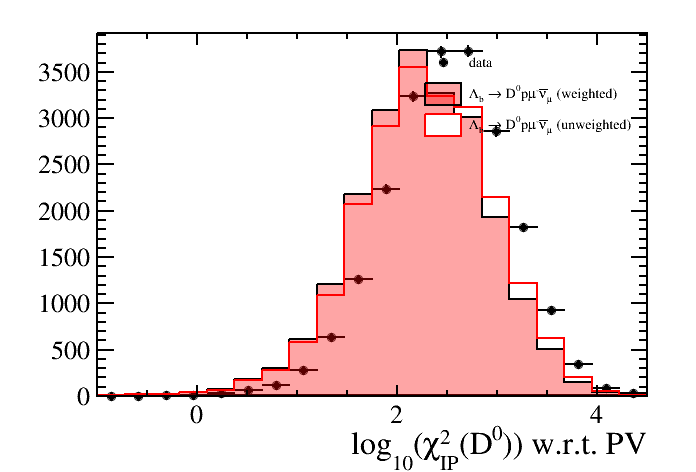 3500
3000
2500
2000
1500
1000
500
0
0 2 4
data
Λb → D⁰pμ ν̅μ (weighted)
Λb → D⁰pμ ν̅μ (unweighted)
log₁₀(χ²IP(D⁰)) w.r.t. PV